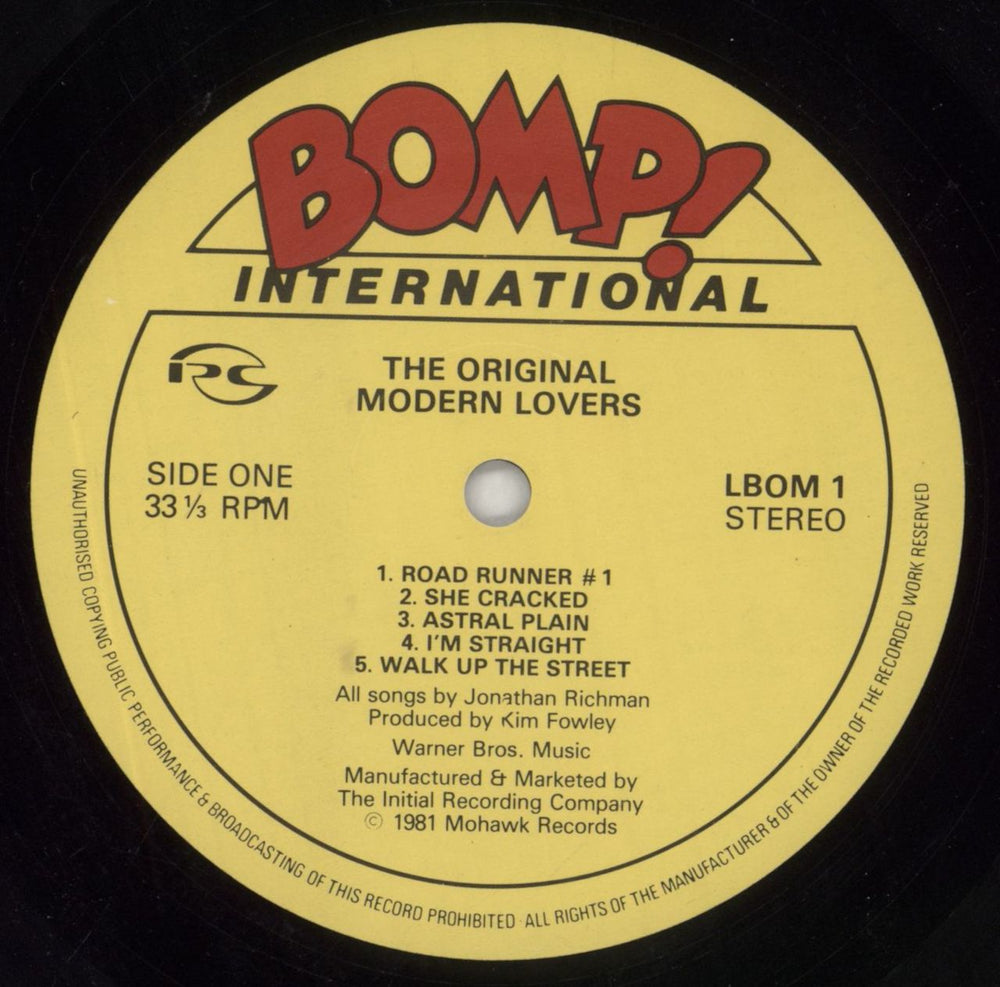 BOMP!
INTERNATIONAL
IRC
THE ORIGINAL
MODERN LOVERS
SIDE ONE
33 ⅓ RPM
LBOM 1
STEREO
1. ROAD RUNNER # 1
2. SHE CRACKED
3. ASTRAL PLAIN
4. I'M STRAIGHT
5. WALK UP THE STREET
All songs by Jonathan Richman
Produced by Kim Fowley
Warner Bros. Music
Manufactured & Marketed by
The Initial Recording Company
© 1981 Mohawk Records
UNAUTHORISED COPYING PUBLIC PERFORMANCE & BROADCASTING OF THIS RECORD PROHIBITED · ALL RIGHTS OF THE MANUFACTURER & OF THE OWNER OF THE RECORDED WORK RESERVED